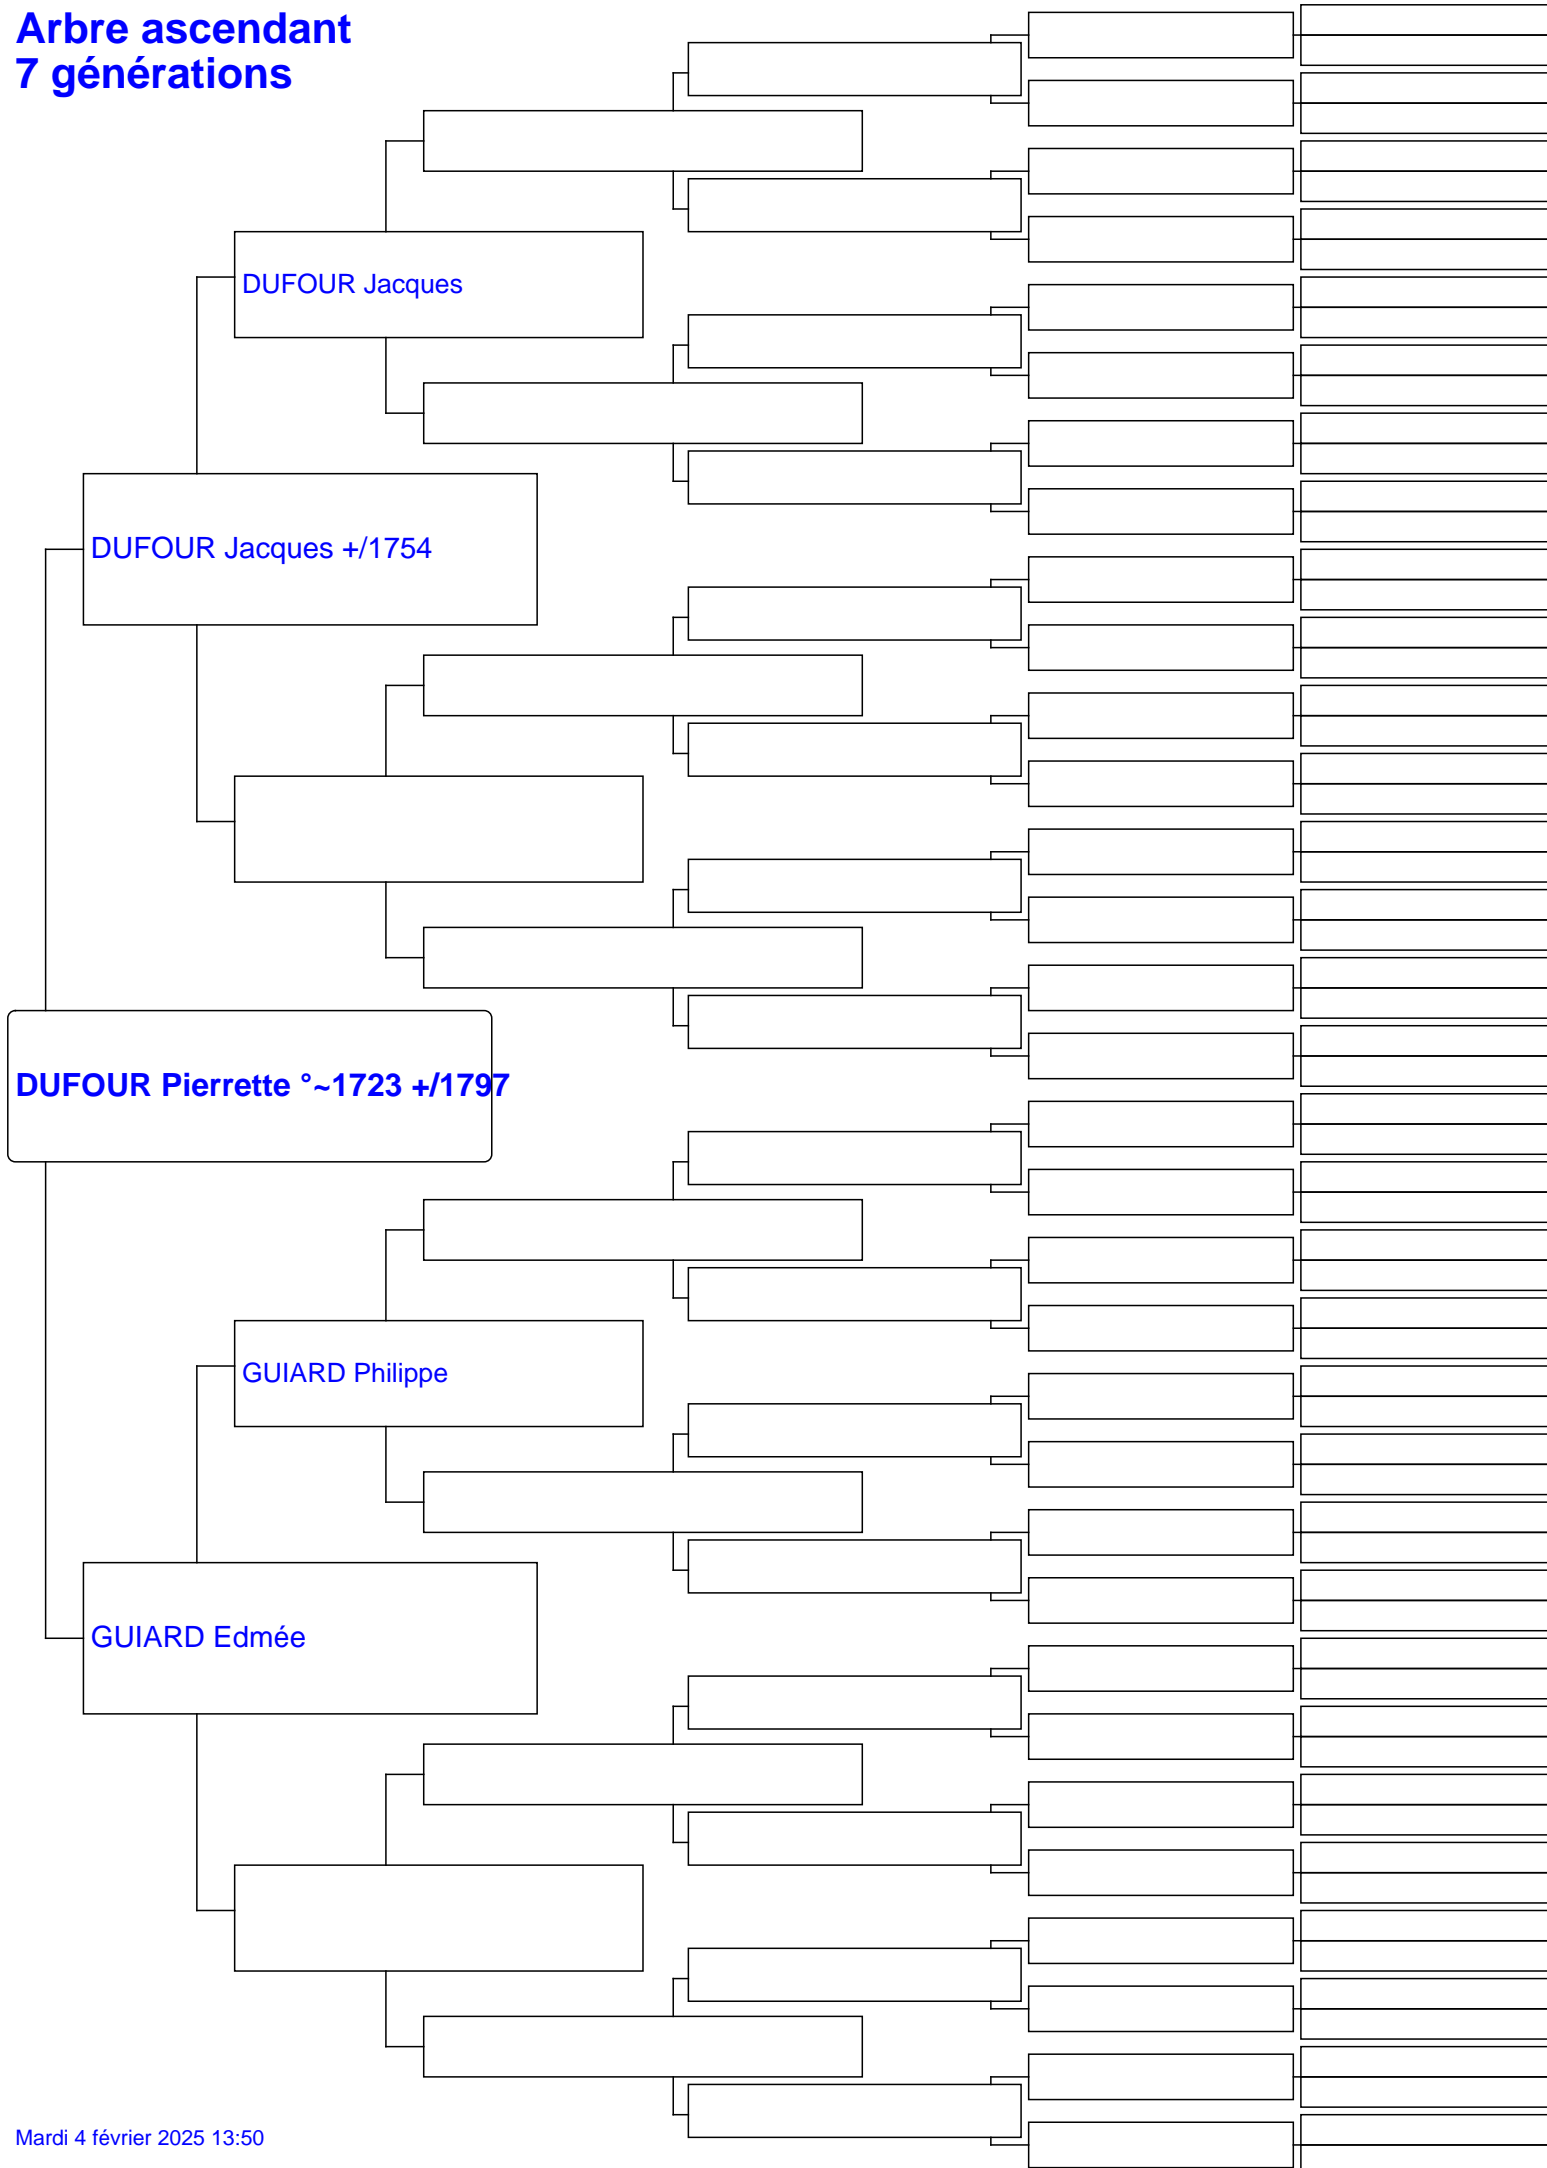 Arbre ascendant
7 générations
DUFOUR Jacques
DUFOUR Jacques +/1754
DUFOUR Pierrette °~1723 +/1797
GUIARD Philippe
GUIARD Edmée
Mardi 4 février 2025 13:50